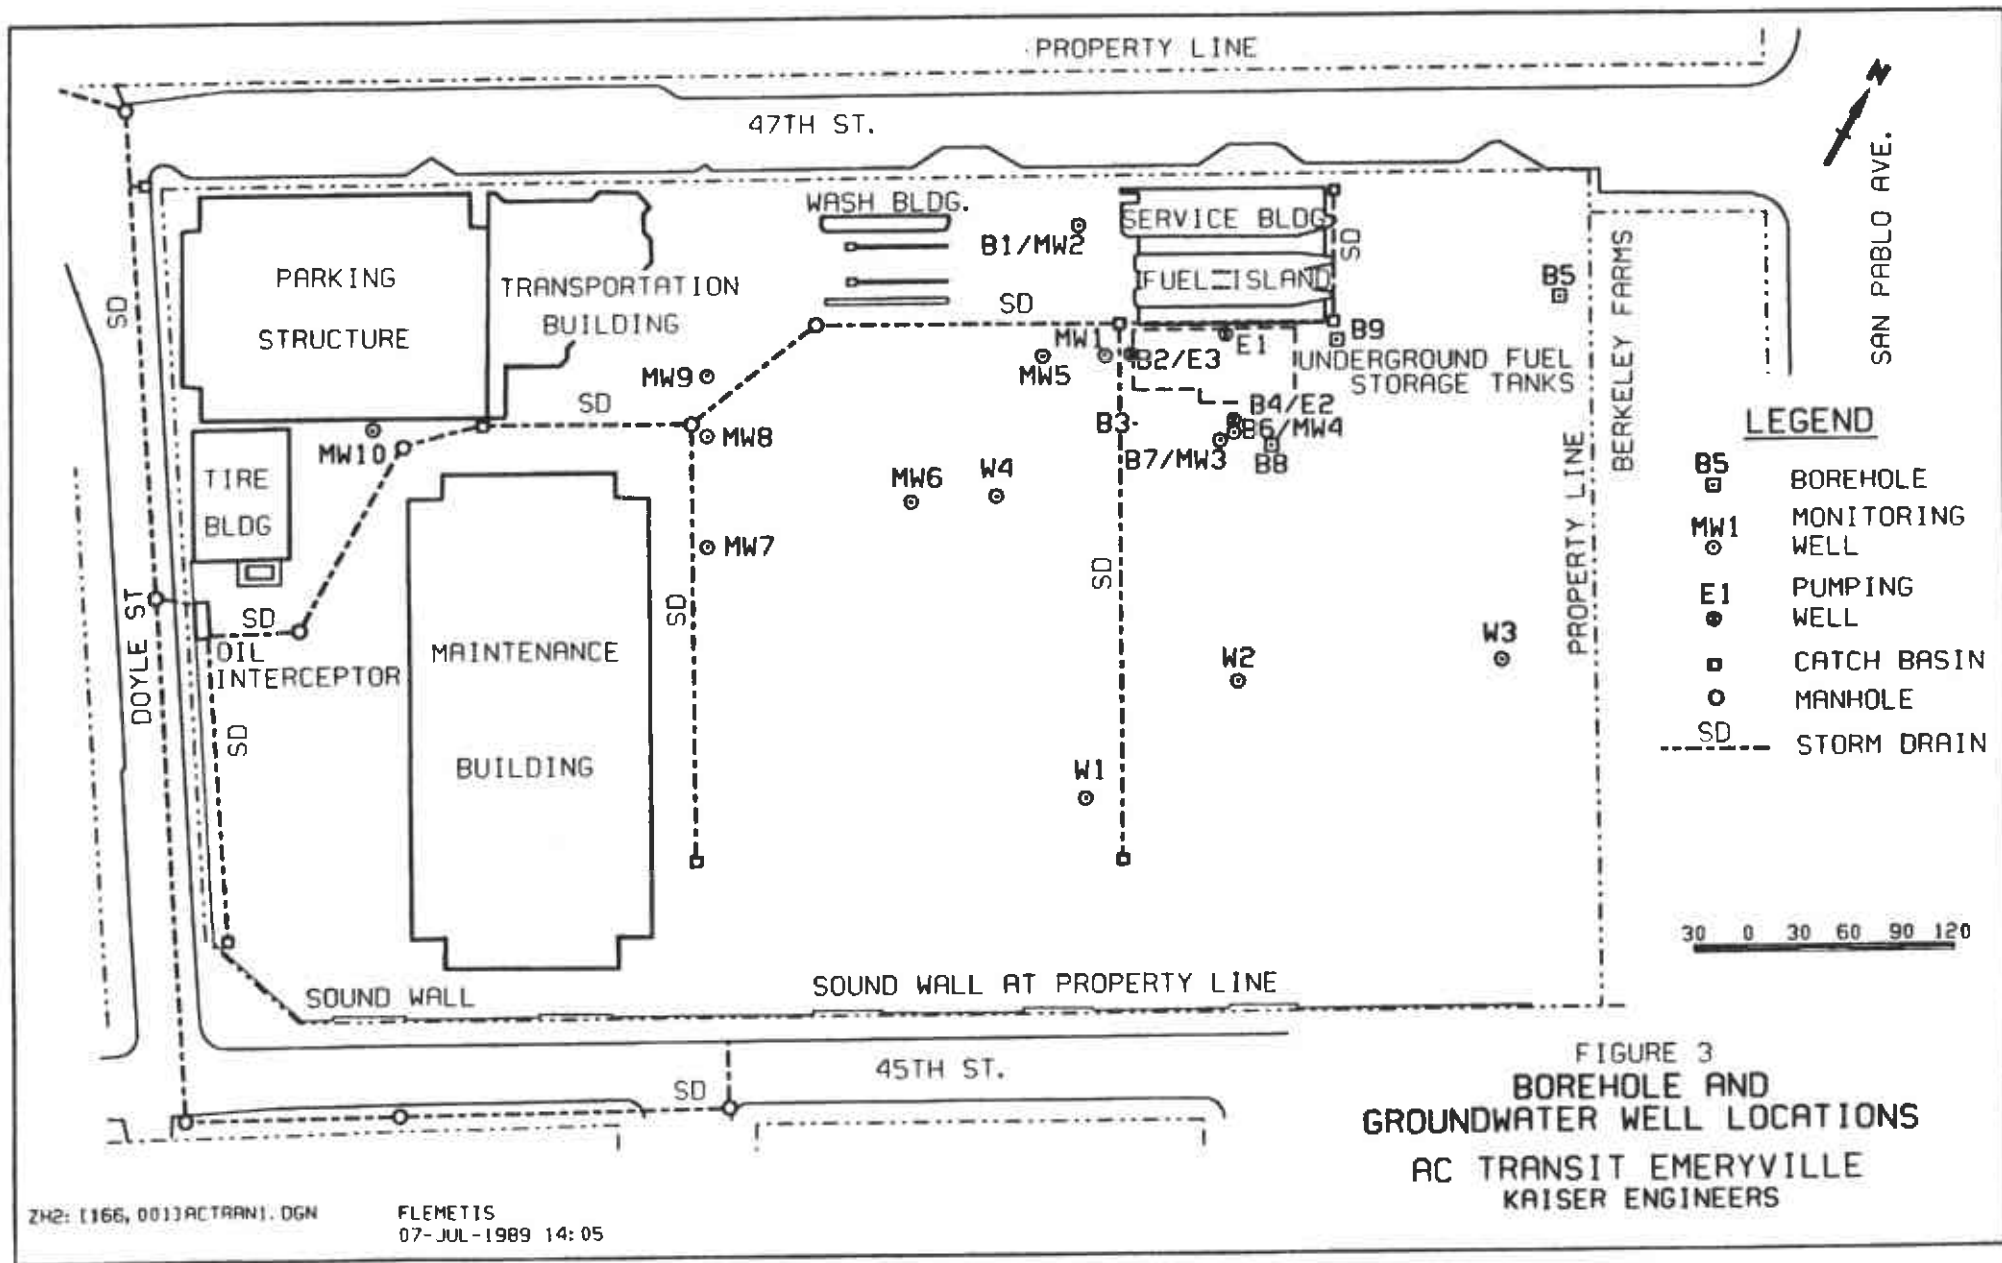 PROPERTY LINE
47TH ST.
N
SAN PABLO AVE.
WASH BLDG.
SERVICE BLDG
B1/MW2
SD
PARKING
STRUCTURE
TRANSPORTATION
BUILDING
FUEL ISLAND
SD
B5
BERKELEY FARMS
SD
MW1
MW5
B2/E3
E1
B9
UNDERGROUND FUEL
STORAGE TANKS
MW9
SD
MW8
B3
B4/E2
B6/MW4
B7/MW3
B8
MW10
TIRE
BLDG
MW6
W4
MW7
SD
SD
PROPERTY LINE
DOYLE ST
SD
OIL
INTERCEPTOR
SD
MAINTENANCE
BUILDING
W2
W3
W1
LEGEND
B5
BOREHOLE
MW1
MONITORING
WELL
E1
PUMPING
WELL
CATCH BASIN
MANHOLE
SD
STORM DRAIN
30 0 30 60 90 120
SOUND WALL
SOUND WALL AT PROPERTY LINE
45TH ST.
SD
FIGURE 3
BOREHOLE AND
GROUNDWATER WELL LOCATIONS
AC TRANSIT EMERYVILLE
KAISER ENGINEERS
ZH2: [166,001]ACTRAN1.DGN
FLEMETIS
07-JUL-1989 14:05